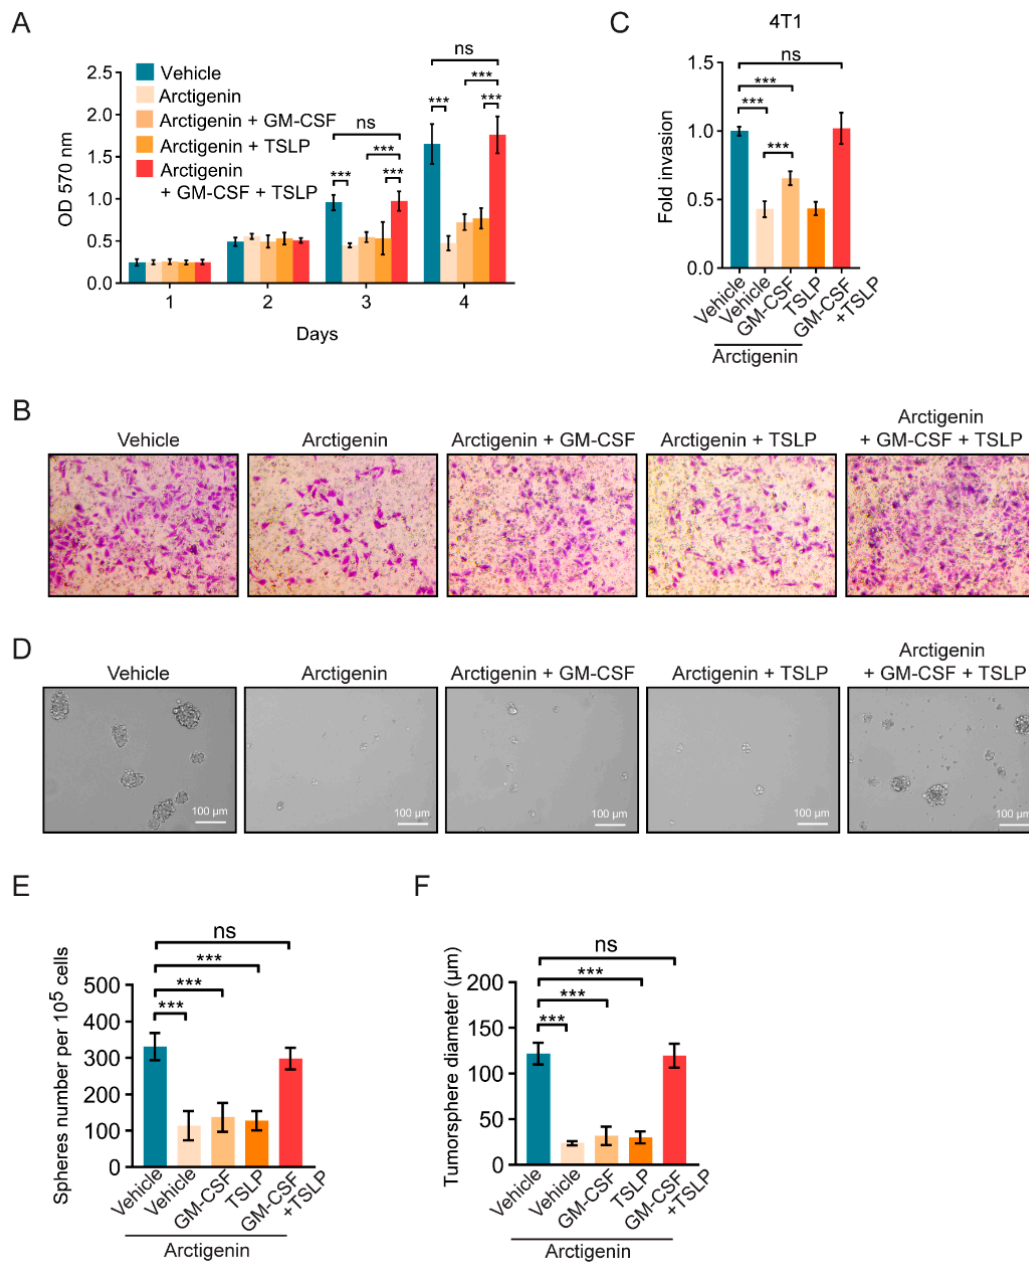 A
OD 570 nm
2.5
2.0
1.5
1.0
0.5
0.0
Vehicle
Arctigenin
Arctigenin + GM-CSF
Arctigenin + TSLP
Arctigenin
+ GM-CSF + TSLP
ns
***
***
***
ns
***
***
***
1
2
3
4
Days
C
4T1
Fold invasion
1.5
1.0
0.5
0.0
ns
***
***
***
Vehicle
Vehicle
GM-CSF
TSLP
GM-CSF
+TSLP
Arctigenin
B
Vehicle
Arctigenin
Arctigenin + GM-CSF
Arctigenin + TSLP
Arctigenin
+ GM-CSF + TSLP
D
Vehicle
Arctigenin
Arctigenin + GM-CSF
Arctigenin + TSLP
Arctigenin
+ GM-CSF + TSLP
100 µm
100 µm
100 µm
100 µm
100 µm
E
Spheres number per 10⁵ cells
500
400
300
200
100
0
ns
***
***
***
Vehicle
Vehicle
GM-CSF
TSLP
GM-CSF
+TSLP
Arctigenin
F
Tumorsphere diameter (µm)
200
150
100
50
0
ns
***
***
***
Vehicle
Vehicle
GM-CSF
TSLP
GM-CSF
+TSLP
Arctigenin